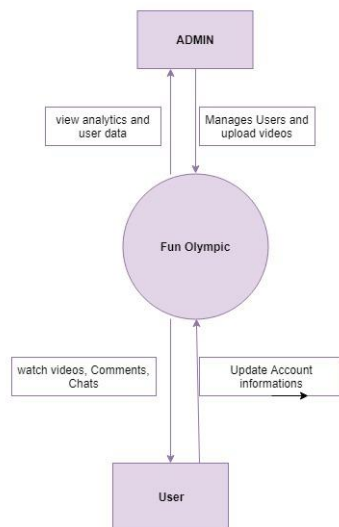 ADMIN
view analytics and
user data
Manages Users and
upload videos
Fun Olympic
watch videos, Comments,
Chats
Update Account
informations
User